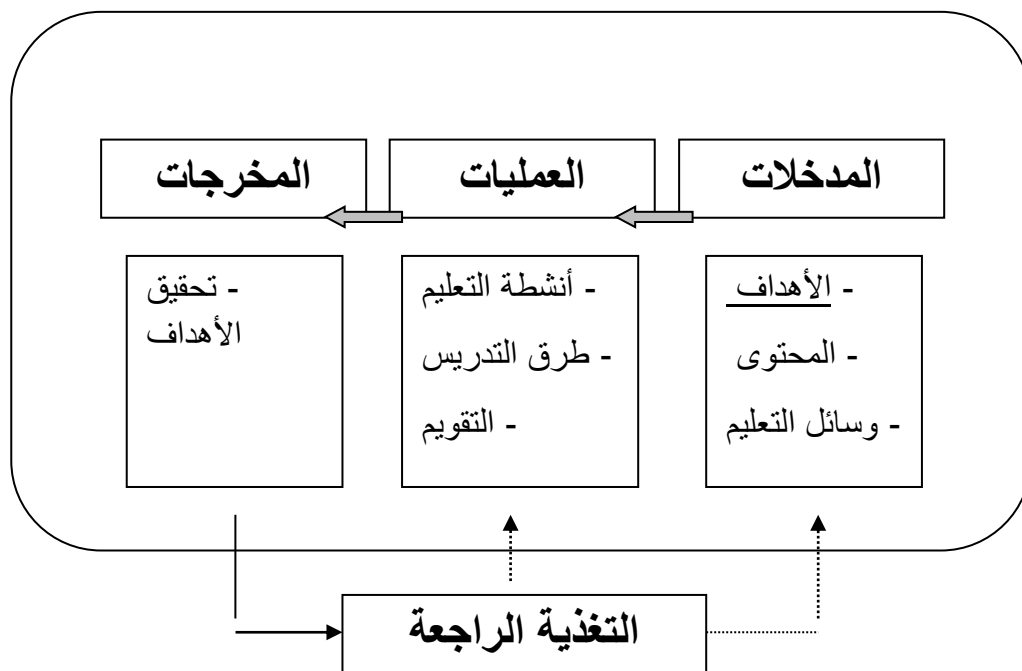 المدخلات
العمليات
المخرجات
- الأهداف
- المحتوى
- وسائل التعليم
- أنشطة التعليم
- طرق التدريس
- التقويم
- تحقيق
الأهداف
التغذية الراجعة